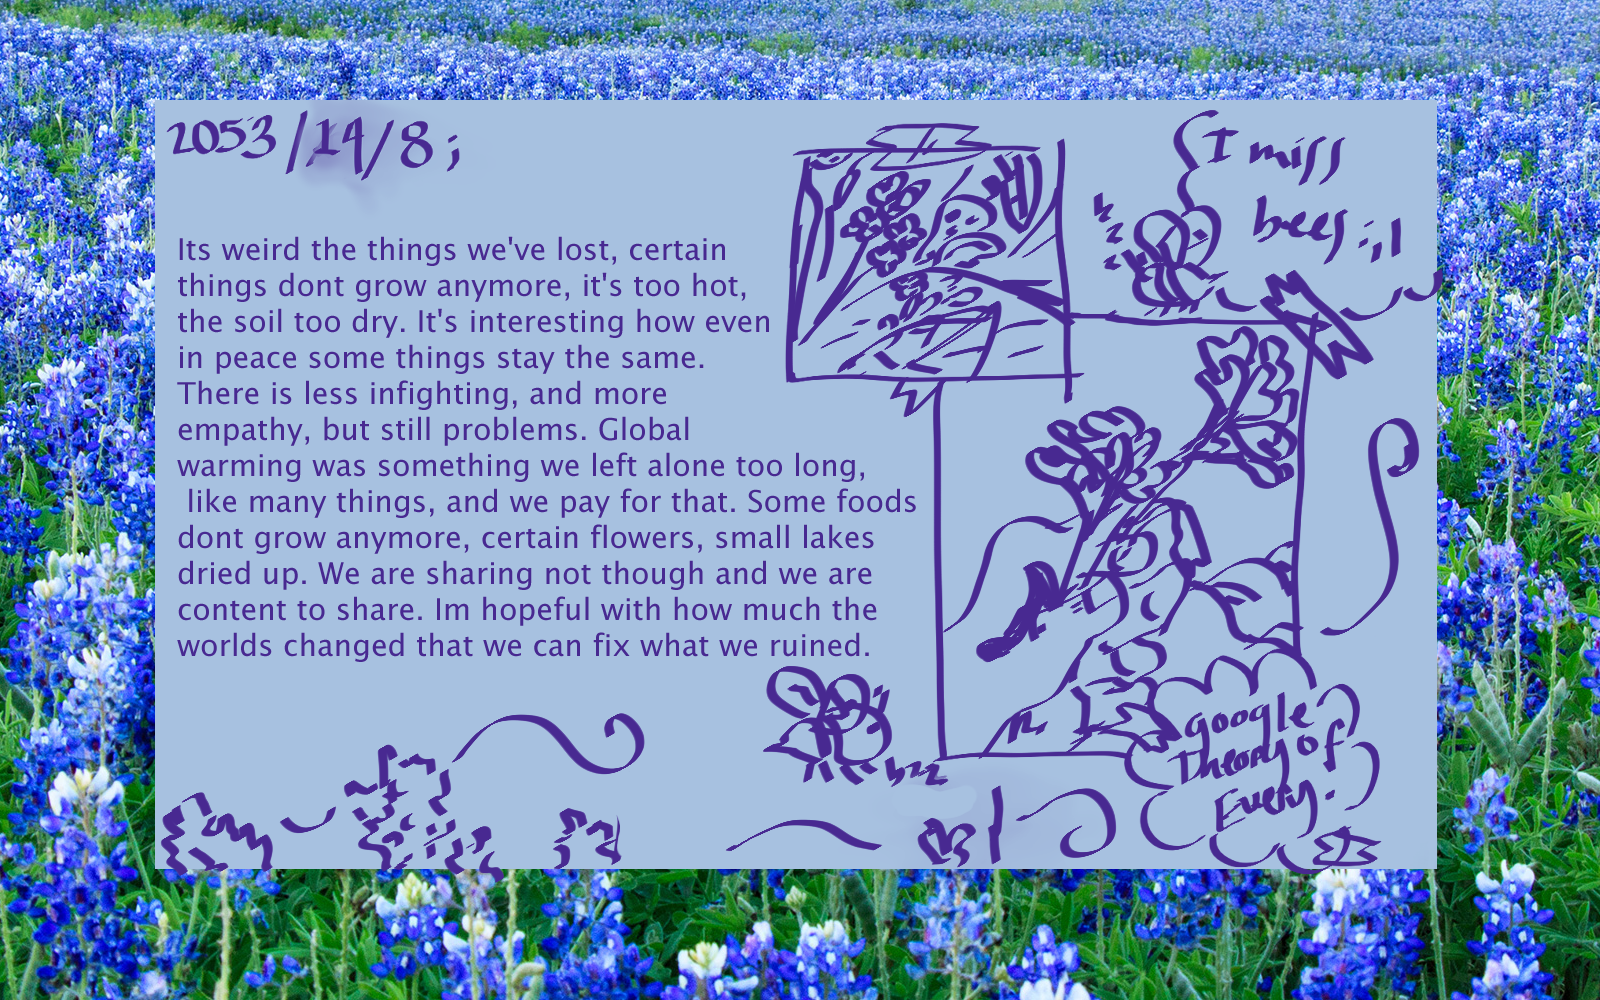 2053/14/8;
I miss
bees ;,|
Its weird the things we've lost, certain
things dont grow anymore, it's too hot,
the soil too dry. It's interesting how even
in peace some things stay the same.
There is less infighting, and more
empathy, but still problems. Global
warming was something we left alone too long,
like many things, and we pay for that. Some foods
dont grow anymore, certain flowers, small lakes
dried up. We are sharing not though and we are
content to share. Im hopeful with how much the
worlds changed that we can fix what we ruined.
bzz
google
Theory of
Every.